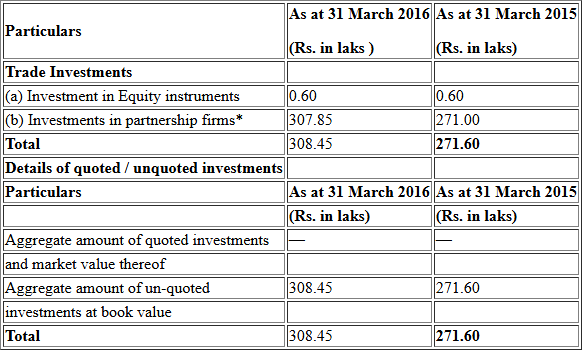 Particulars As at 31 March 2016 As at 31 March 2015
(Rs. in laks ) (Rs. in laks)
Trade Investments
(a) Investment in Equity instruments 0.60 0.60
(b) Investments in partnership firms* 307.85 271.00
Total 308.45 271.60
Details of quoted / unquoted investments
Particulars As at 31 March 2016 As at 31 March 2015
(Rs. in laks) (Rs. in laks)
Aggregate amount of quoted investments — —
and market value thereof
Aggregate amount of un-quoted 308.45 271.60
investments at book value
Total 308.45 271.60